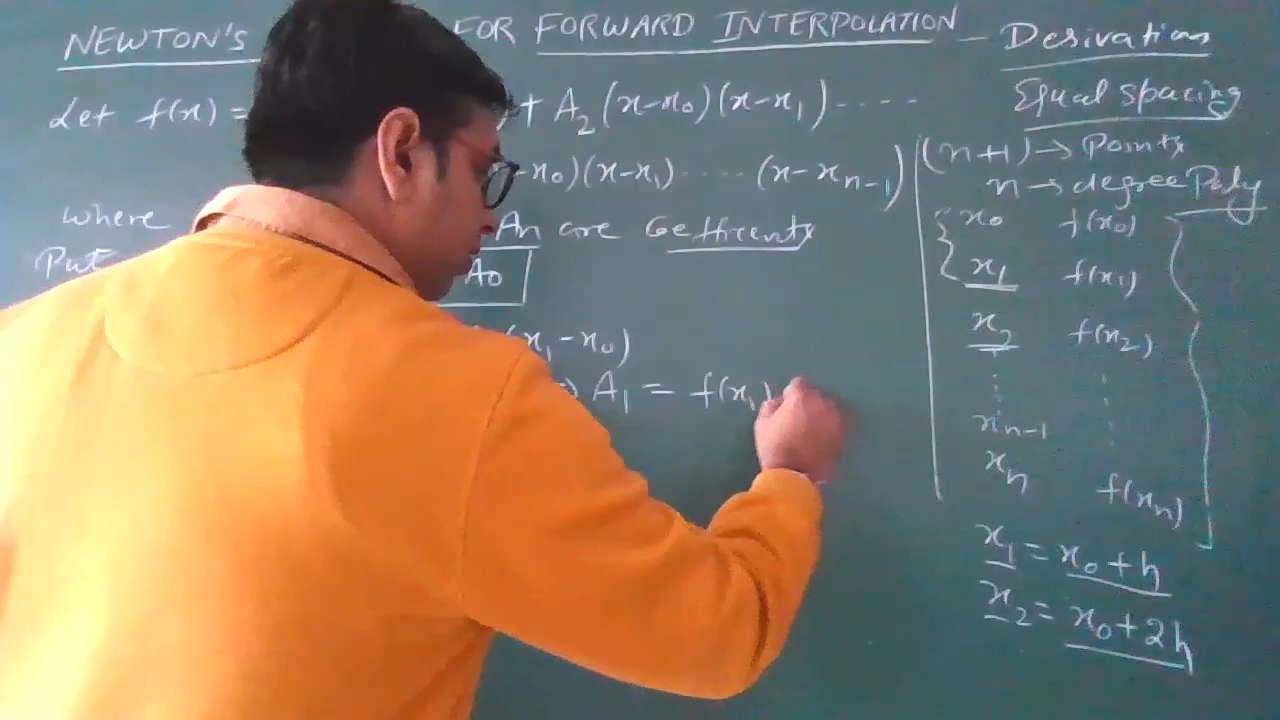 NEWTON'S FOR FORWARD INTERPOLATION - Derivation
Equal spacing
Let f(x) = + A₂(x-x₀)(x-x₁).....
-x₀)(x-x₁)..... (x-xₙ₋₁)
where An are Coefficients
Put A₀
(x₁-x₀)
A₁ = f(x₁)
(n+1)→ Points
n → degree Poly
x₀ f(x₀)
x₁ f(x₁)
x₂ f(x₂)
⋮ ⋮
xₙ₋₁ ⋮
xₙ f(xₙ)
x₁ = x₀+h
x₂ = x₀+2h